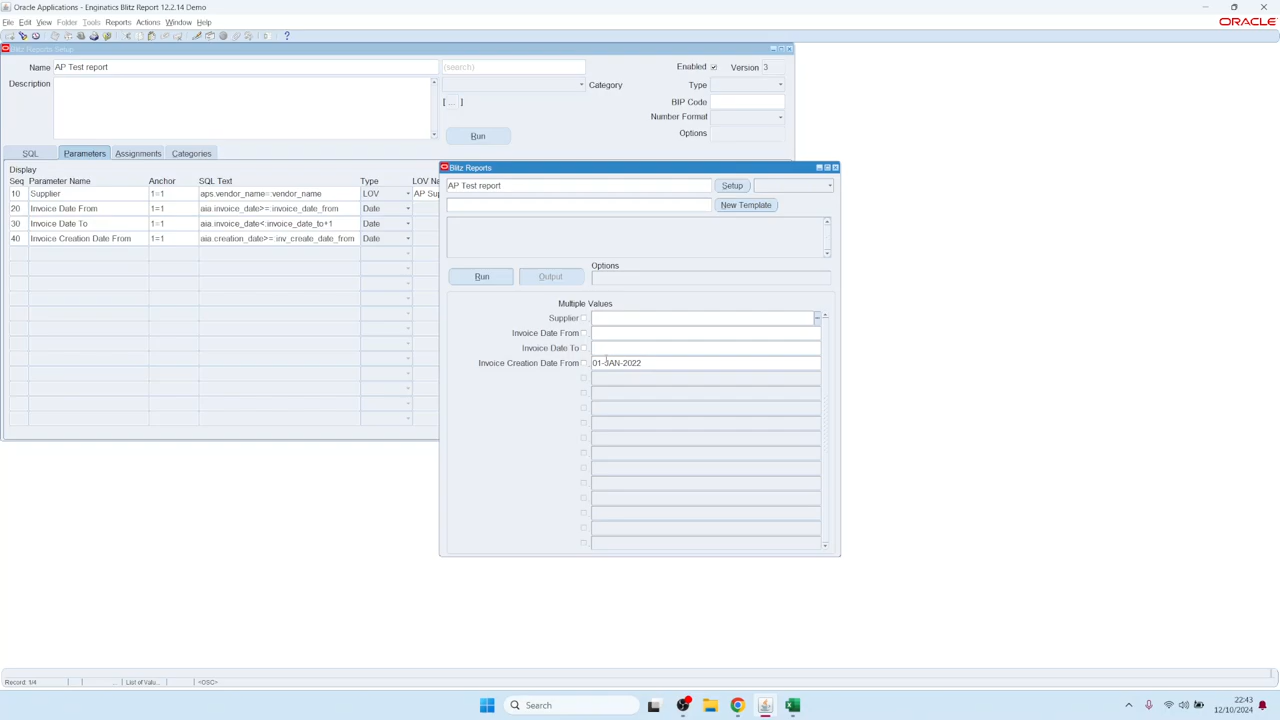 Oracle Applications - Enginatics Blitz Report 12.2.14 Demo
File Edit View Folder Tools Reports Actions Window Help
ORACLE
Blitz Reports Setup
Name AP Test report (search) Enabled Version 3
Description Category Type
[ ... ] BIP Code
Number Format
Run Options
SQL Parameters Assignments Categories
Display
Seq Parameter Name Anchor SQL Text Type LOV Na
10 Supplier 1=1 aps.vendor_name=:vendor_name LOV AP Sup
20 Invoice Date From 1=1 aia.invoice_date>=:invoice_date_from Date
30 Invoice Date To 1=1 aia.invoice_date<:invoice_date_to+1 Date
40 Invoice Creation Date From 1=1 aia.creation_date>=:inv_create_date_from Date
Blitz Reports
AP Test report Setup
New Template
Options
Run Output
Multiple Values
Supplier
Invoice Date From
Invoice Date To
Invoice Creation Date From 01-JAN-2022
Record: 1/4 ... List of Valu... <OSC>
Search
22:43
12/10/2024